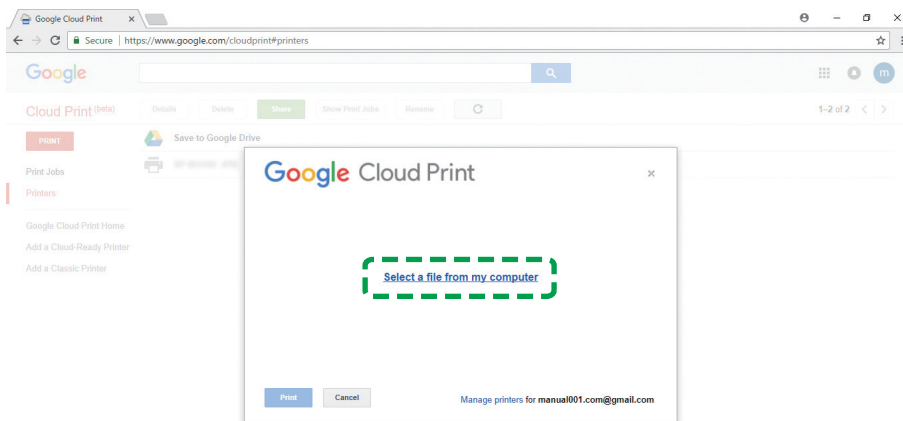 Google Cloud Print
Secure | https://www.google.com/cloudprint#printers
Google
m
Cloud Print (beta)
Details Delete Share Show Print Jobs Rename
1–2 of 2
PRINT
Save to Google Drive
Print Jobs
Printers
Google Cloud Print Home
Add a Cloud-Ready Printer
Add a Classic Printer
Google Cloud Print
Select a file from my computer
Print Cancel
Manage printers for manual001.com@gmail.com